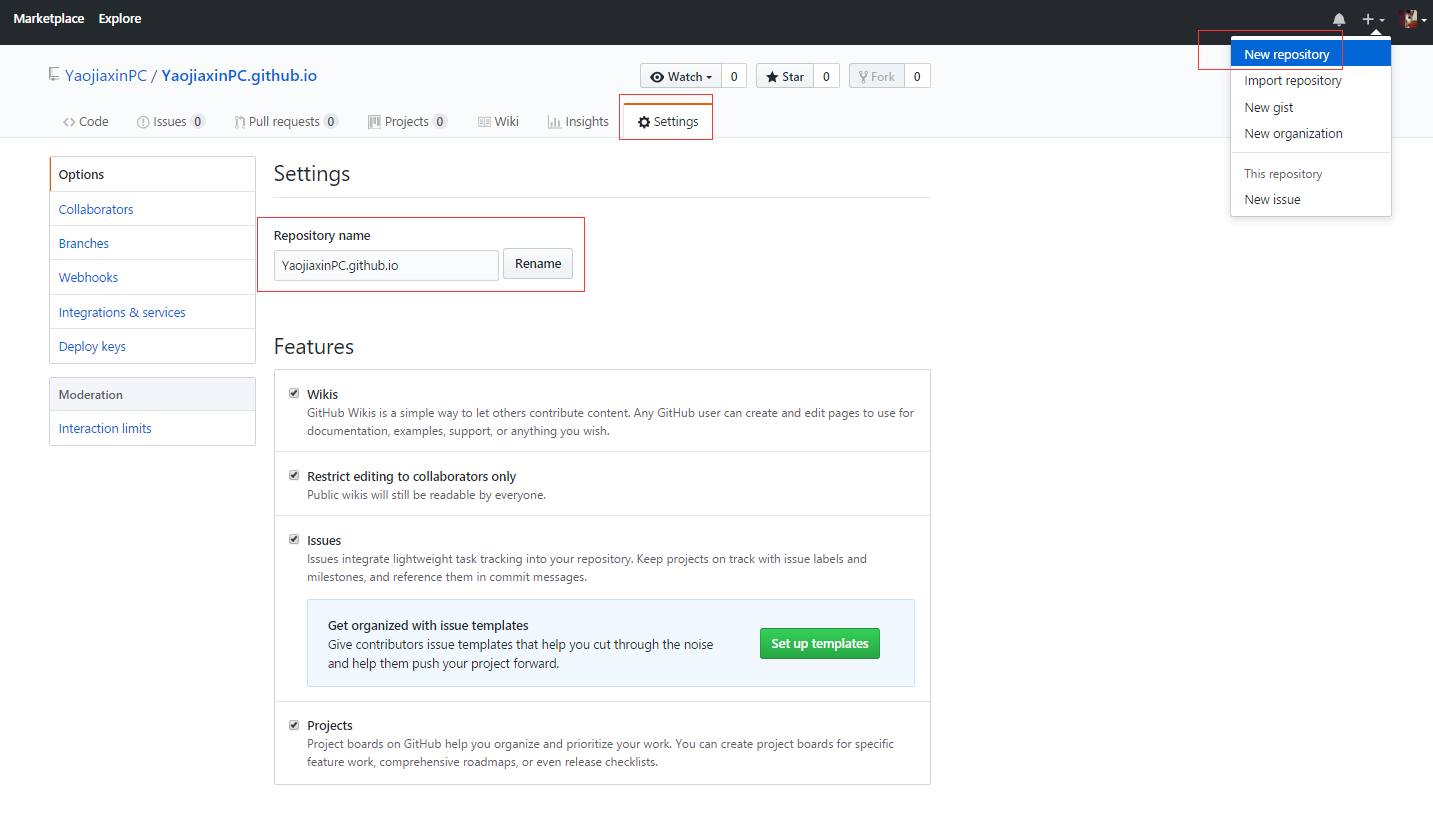 Marketplace Explore
New repository
Import repository
New gist
New organization
This repository
New issue
YaojiaxinPC / YaojiaxinPC.github.io
Watch 0 Star 0 Fork 0
Code Issues 0 Pull requests 0 Projects 0 Wiki Insights Settings
Options
Collaborators
Branches
Webhooks
Integrations & services
Deploy keys
Moderation
Interaction limits
Settings
Repository name
YaojiaxinPC.github.io Rename
Features
Wikis
GitHub Wikis is a simple way to let others contribute content. Any GitHub user can create and edit pages to use for
documentation, examples, support, or anything you wish.
Restrict editing to collaborators only
Public wikis will still be readable by everyone.
Issues
Issues integrate lightweight task tracking into your repository. Keep projects on track with issue labels and
milestones, and reference them in commit messages.
Get organized with issue templates
Give contributors issue templates that help you cut through the noise
and help them push your project forward.
Set up templates
Projects
Project boards on GitHub help you organize and prioritize your work. You can create project boards for specific
feature work, comprehensive roadmaps, or even release checklists.